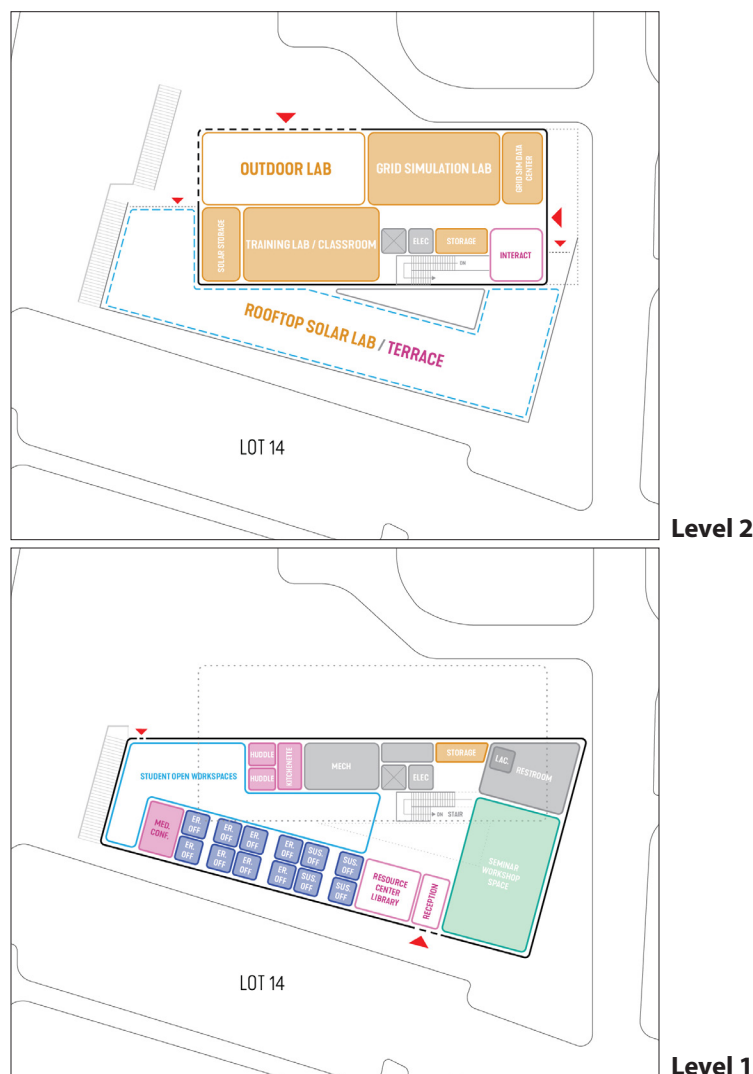 OUTDOOR LAB
GRID SIMULATION LAB
GRID SIM DATA
CENTER
SOLAR STORAGE
TRAINING LAB / CLASSROOM
ELEC
STORAGE
DN
INTERACT
ROOFTOP SOLAR LAB / TERRACE
LOT 14
Level 2
STUDENT OPEN WORKSPACES
HUDDLE
HUDDLE
KITCHENETTE
MECH
ELEC
STORAGE
LAC.
RESTROOM
DN STAIR
MED.
CONF.
ER.
OFF
ER.
OFF
ER.
OFF
ER.
OFF
ER.
OFF
ER.
OFF
ER.
OFF
ER.
OFF
SUS.
OFF
SUS.
OFF
SUS.
OFF
SUS.
OFF
RESOURCE
CENTER
LIBRARY
RECEPTION
SEMINAR
WORKSHOP
SPACE
LOT 14
Level 1